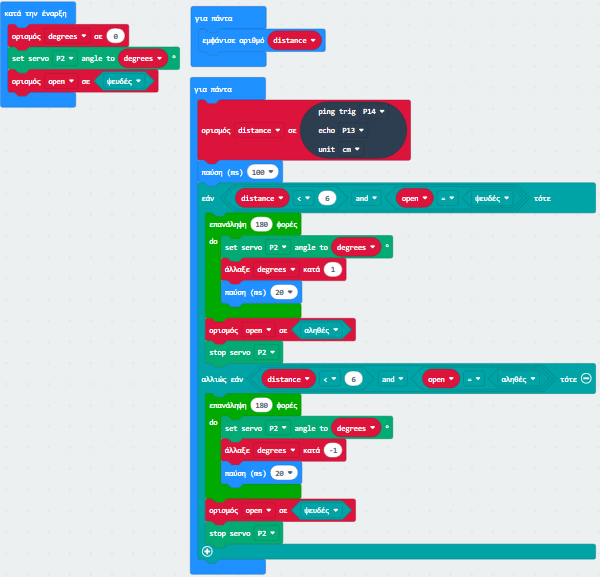 κατά την έναρξη
ορισμός degrees σε 0
set servo P2 angle to degrees °
ορισμός open σε ψευδές
για πάντα
εμφάνισε αριθμό distance
για πάντα
ορισμός distance σε
ping trig P14
echo P13
unit cm
παύση (ms) 100
εάν distance < 6 and open = ψευδές τότε
επανάληψη 180 φορές
do
set servo P2 angle to degrees °
άλλαξε degrees κατά 1
παύση (ms) 20
ορισμός open σε αληθές
stop servo P2
αλλιώς εάν distance < 6 and open = αληθές τότε
επανάληψη 180 φορές
do
set servo P2 angle to degrees °
άλλαξε degrees κατά -1
παύση (ms) 20
ορισμός open σε ψευδές
stop servo P2